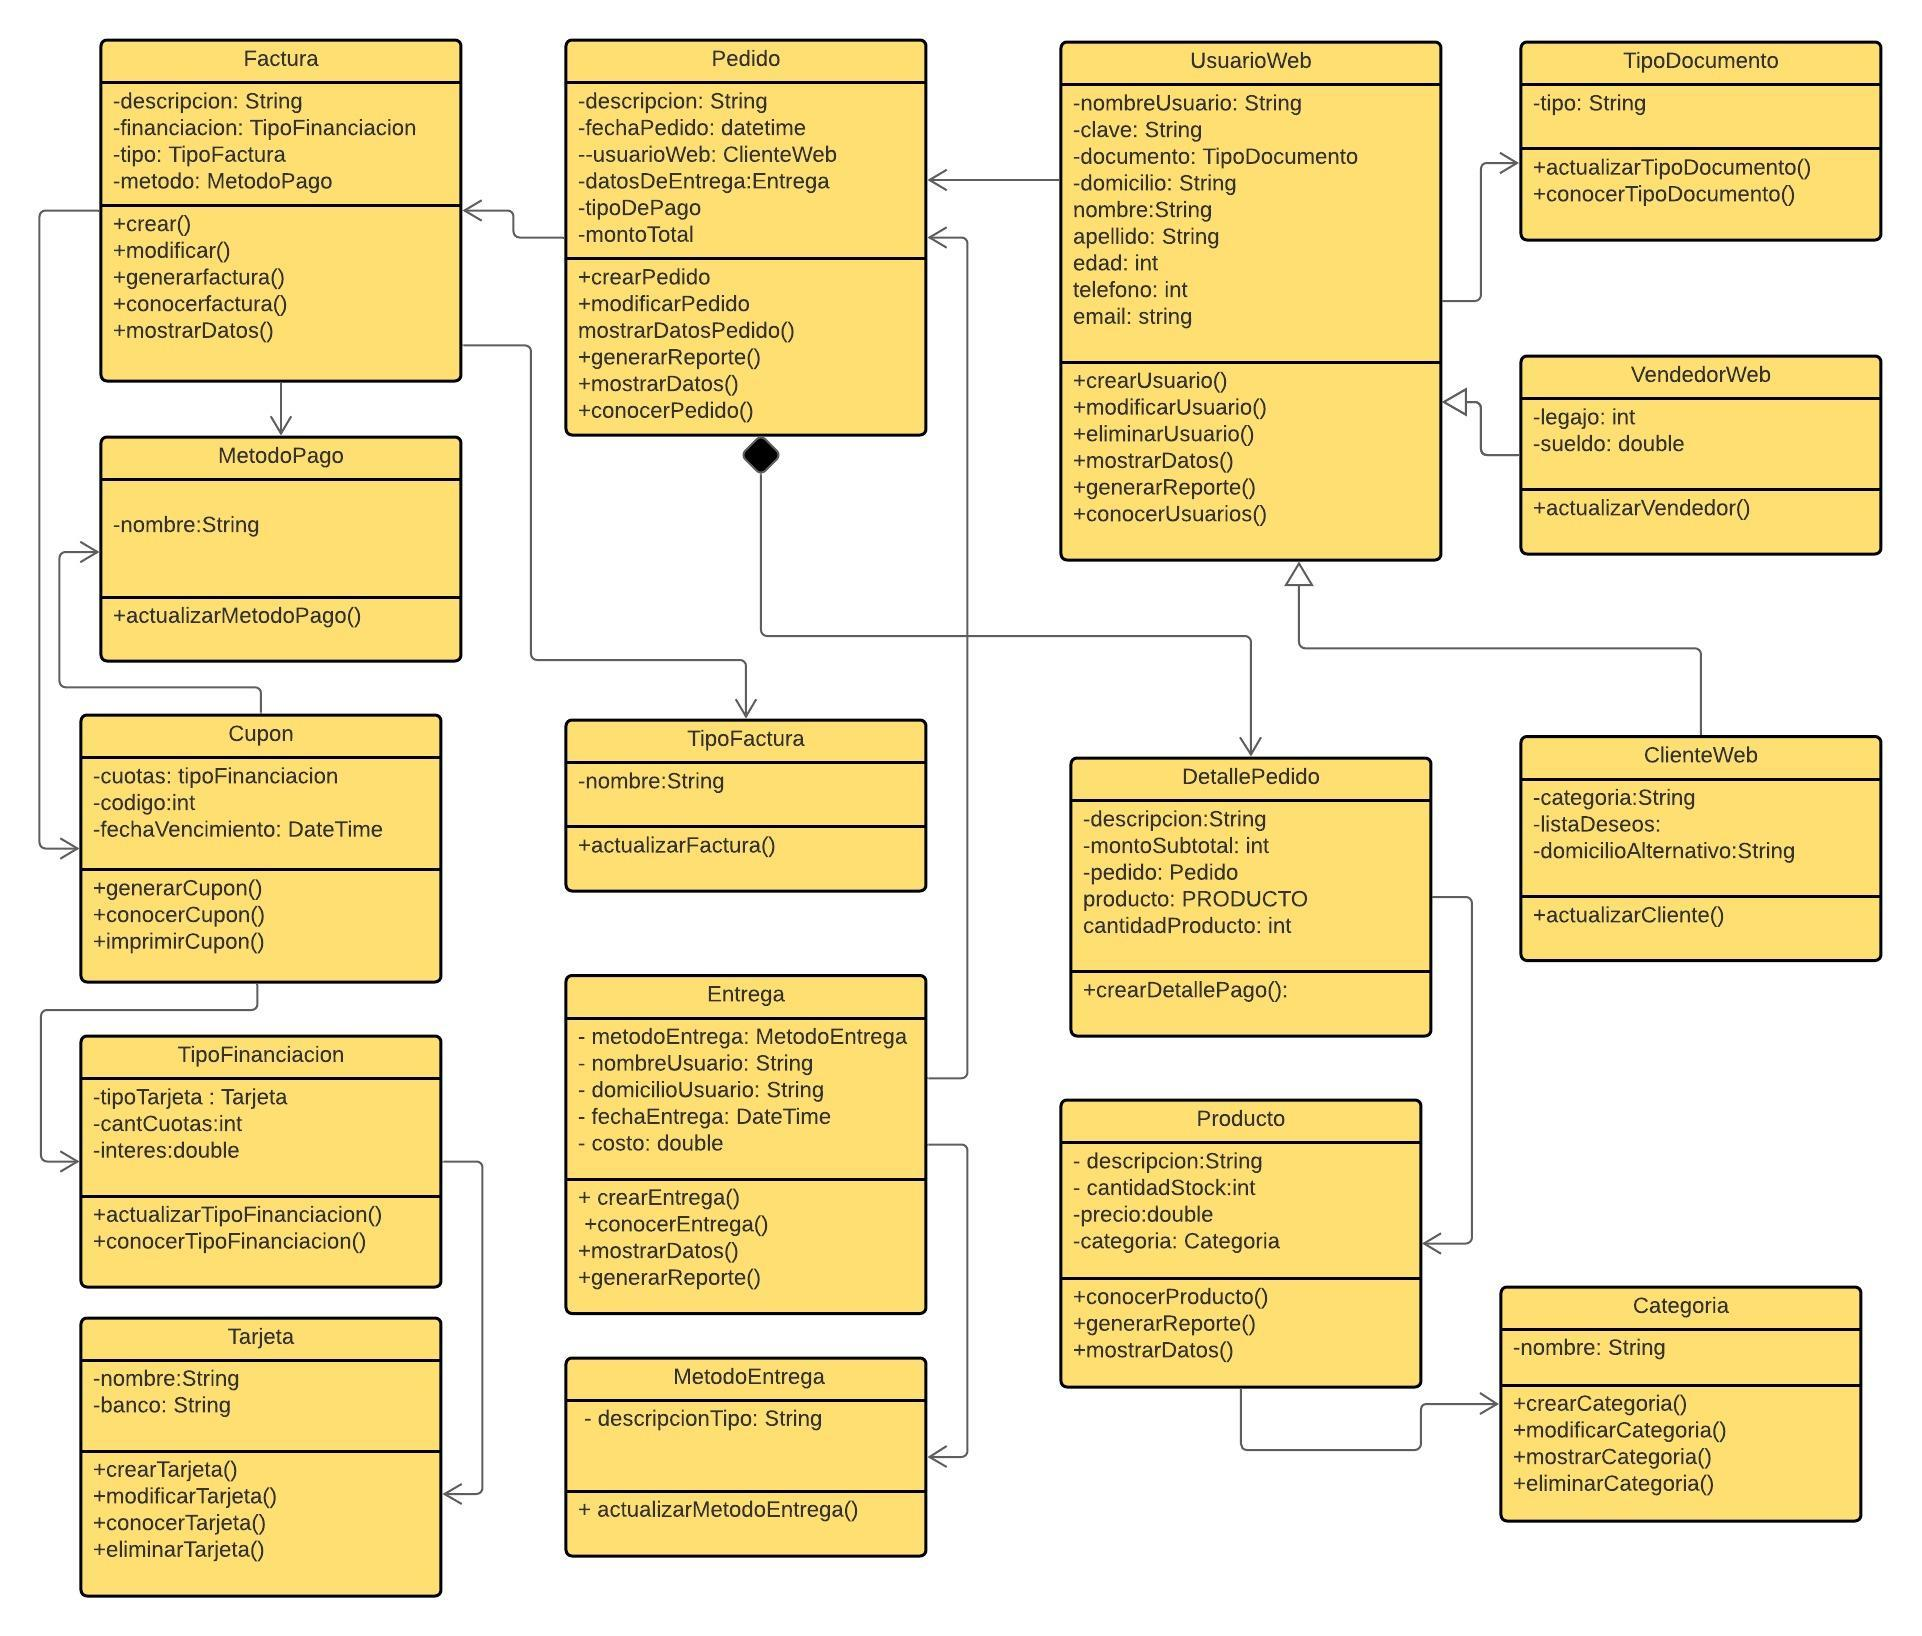 Factura
-descripcion: String
-financiacion: TipoFinanciacion
-tipo: TipoFactura
-metodo: MetodoPago
+crear()
+modificar()
+generarfactura()
+conocerfactura()
+mostrarDatos()
Pedido
-descripcion: String
-fechaPedido: datetime
--usuarioWeb: ClienteWeb
-datosDeEntrega:Entrega
-tipoDePago
-montoTotal
+crearPedido
+modificarPedido
mostrarDatosPedido()
+generarReporte()
+mostrarDatos()
+conocerPedido()
UsuarioWeb
-nombreUsuario: String
-clave: String
-documento: TipoDocumento
-domicilio: String
nombre:String
apellido: String
edad: int
telefono: int
email: string
+crearUsuario()
+modificarUsuario()
+eliminarUsuario()
+mostrarDatos()
+generarReporte()
+conocerUsuarios()
TipoDocumento
-tipo: String
+actualizarTipoDocumento()
+conocerTipoDocumento()
VendedorWeb
-legajo: int
-sueldo: double
+actualizarVendedor()
MetodoPago
-nombre:String
+actualizarMetodoPago()
Cupon
-cuotas: tipoFinanciacion
-codigo:int
-fechaVencimiento: DateTime
+generarCupon()
+conocerCupon()
+imprimirCupon()
TipoFactura
-nombre:String
+actualizarFactura()
DetallePedido
-descripcion:String
-montoSubtotal: int
-pedido: Pedido
producto: PRODUCTO
cantidadProducto: int
+crearDetallePago():
ClienteWeb
-categoria:String
-listaDeseos:
-domicilioAlternativo:String
+actualizarCliente()
TipoFinanciacion
-tipoTarjeta : Tarjeta
-cantCuotas:int
-interes:double
+actualizarTipoFinanciacion()
+conocerTipoFinanciacion()
Entrega
- metodoEntrega: MetodoEntrega
- nombreUsuario: String
- domicilioUsuario: String
- fechaEntrega: DateTime
- costo: double
+ crearEntrega()
+conocerEntrega()
+mostrarDatos()
+generarReporte()
Producto
- descripcion:String
- cantidadStock:int
-precio:double
-categoria: Categoria
+conocerProducto()
+generarReporte()
+mostrarDatos()
Tarjeta
-nombre:String
-banco: String
+crearTarjeta()
+modificarTarjeta()
+conocerTarjeta()
+eliminarTarjeta()
MetodoEntrega
- descripcionTipo: String
+ actualizarMetodoEntrega()
Categoria
-nombre: String
+crearCategoria()
+modificarCategoria()
+mostrarCategoria()
+eliminarCategoria()